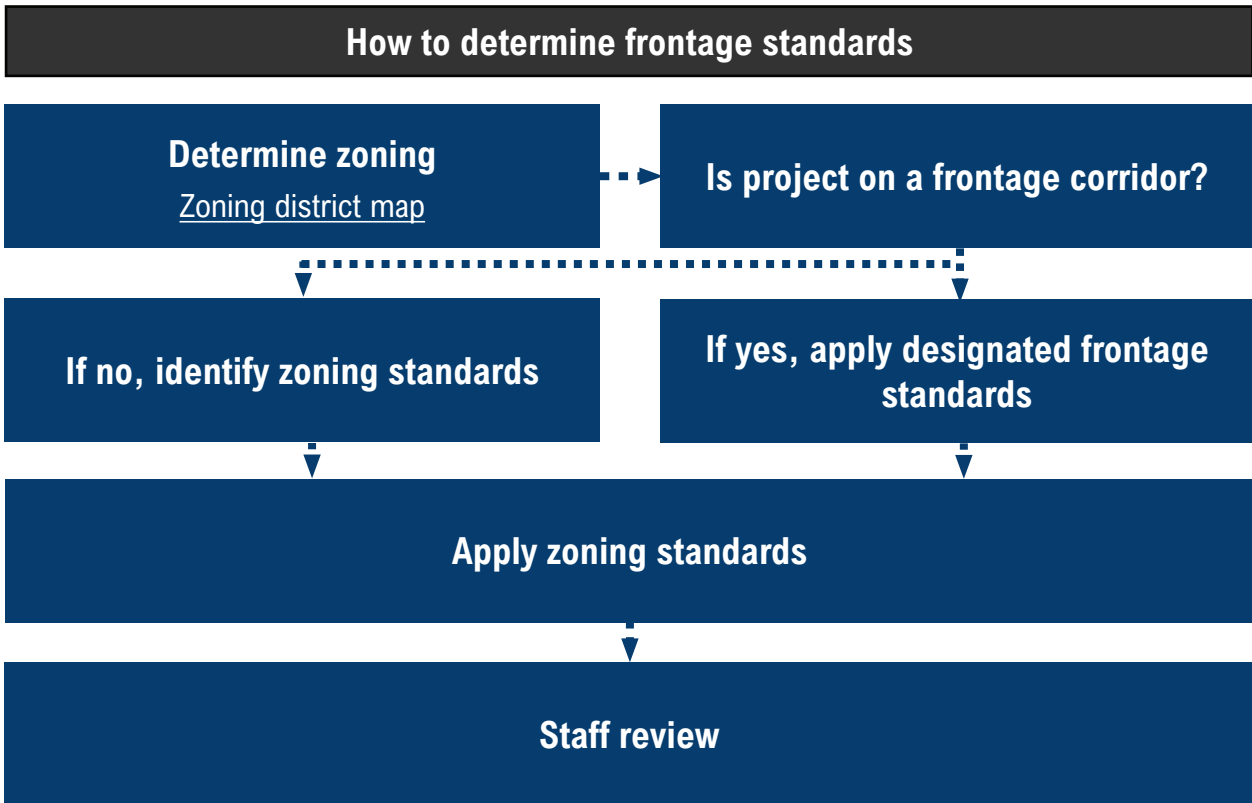 How to determine frontage standards
Determine zoning
Zoning district map
Is project on a frontage corridor?
If no, identify zoning standards
If yes, apply designated frontage
standards
Apply zoning standards
Staff review